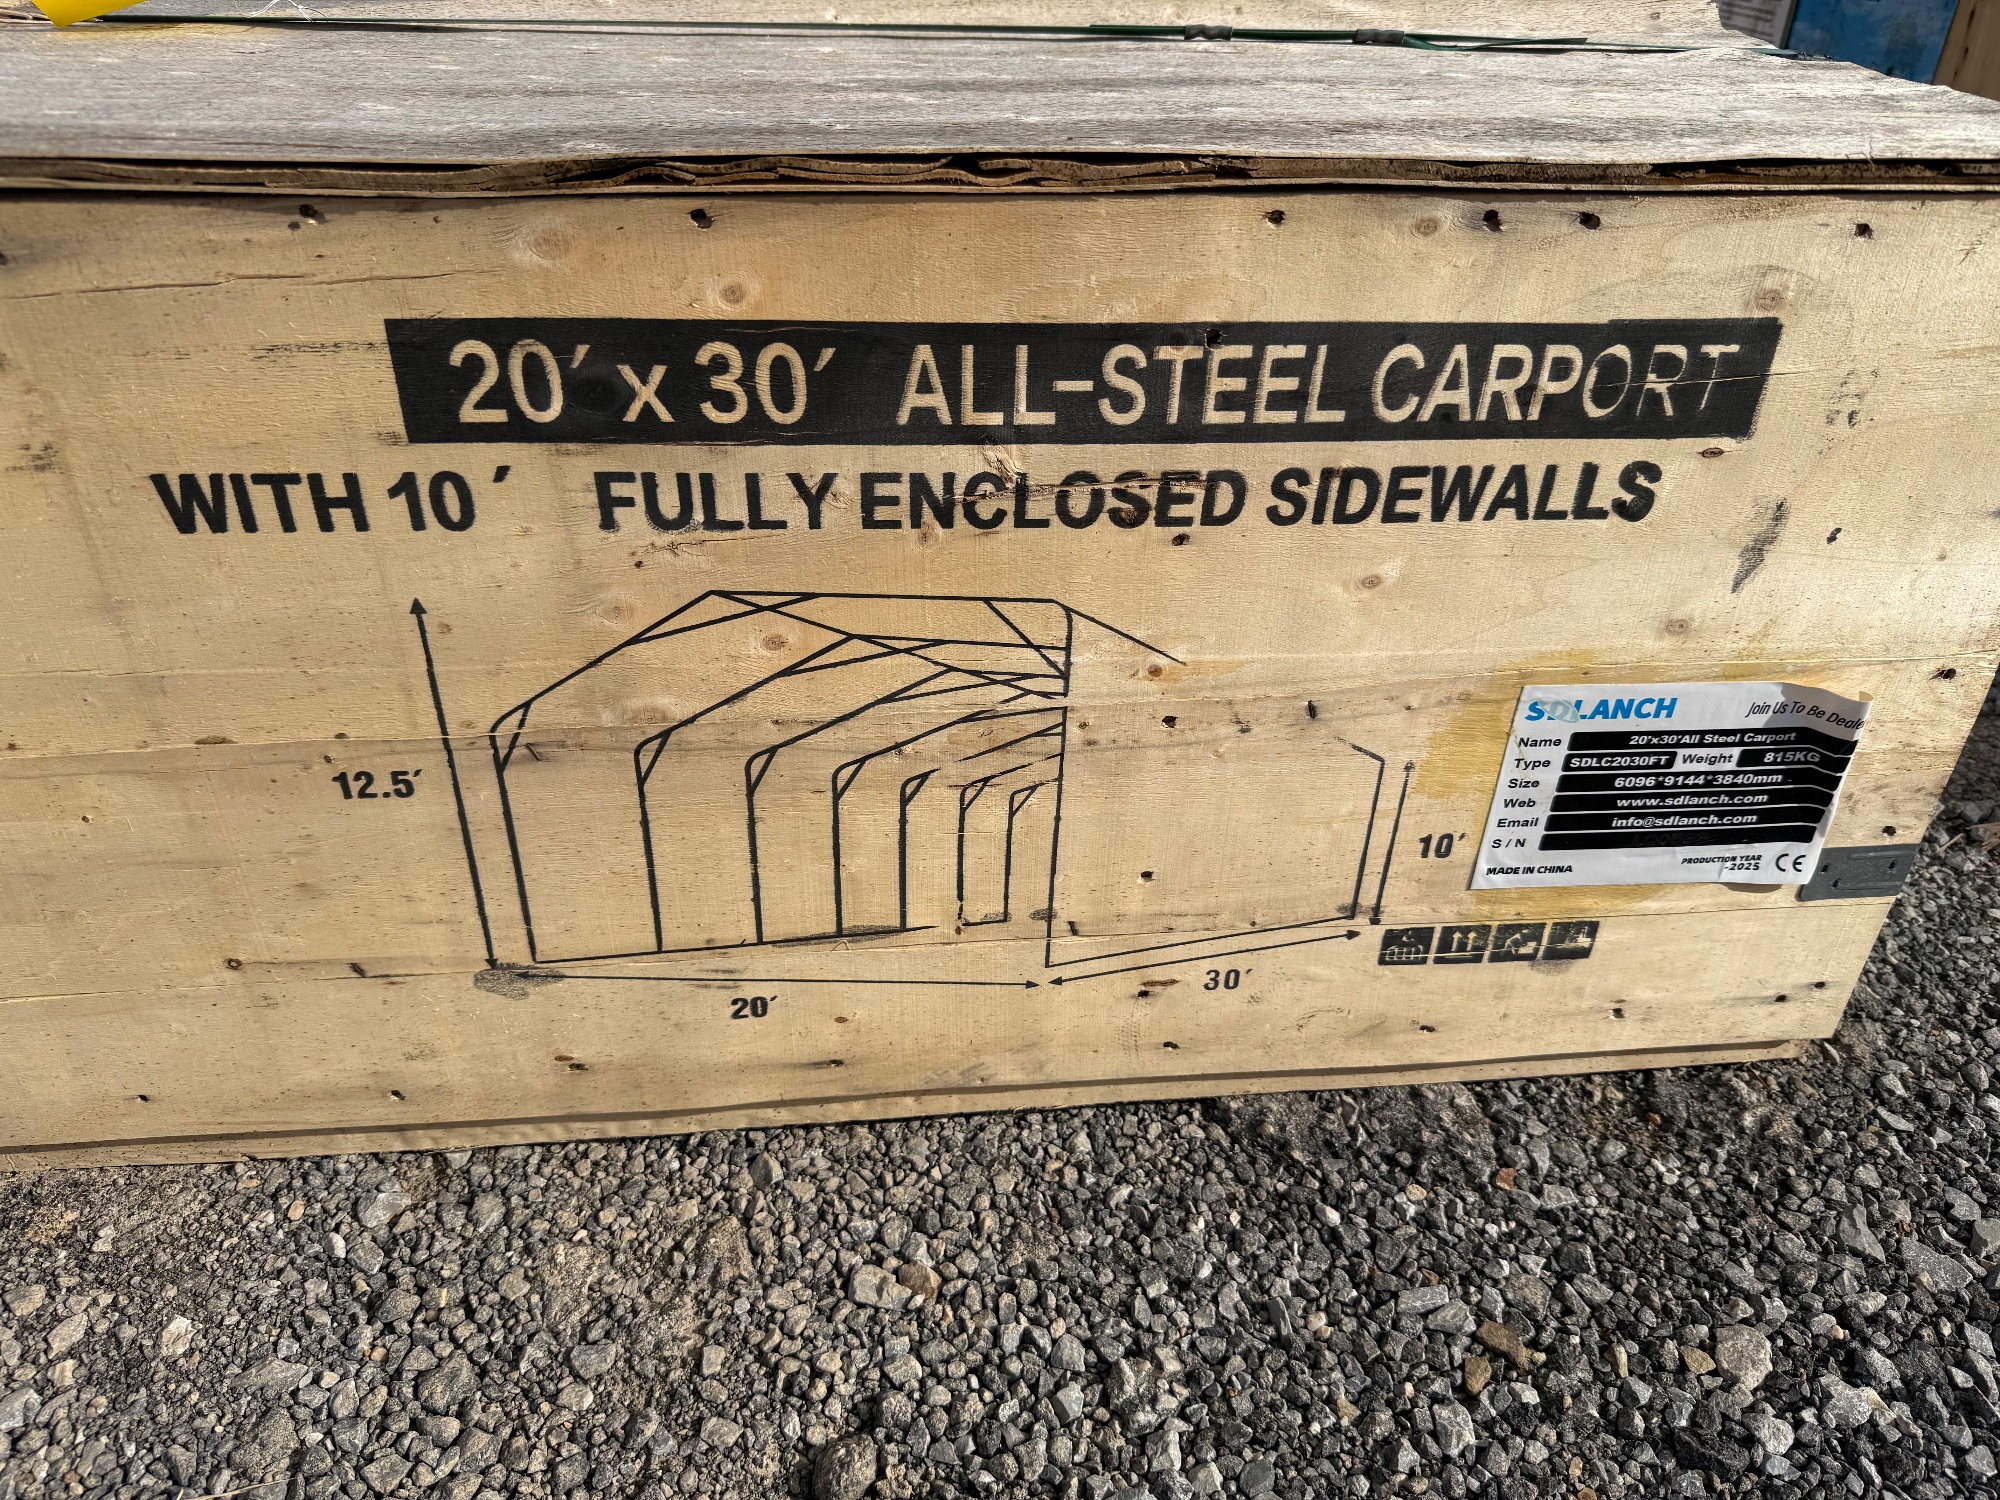 20' x 30' ALL-STEEL CARPORT
WITH 10' FULLY ENCLOSED SIDEWALLS
12.5'
20'
30'
10'
SDLANCH Join Us To Be Deale
Name 20'x30'All Steel Carport
Type SDLC2030FT Weight 815KG
Size 6096*9144*3840mm
Web www.sdlanch.com
Email info@sdlanch.com
S / N
MADE IN CHINA PRODUCTION YEAR
-2025 CE